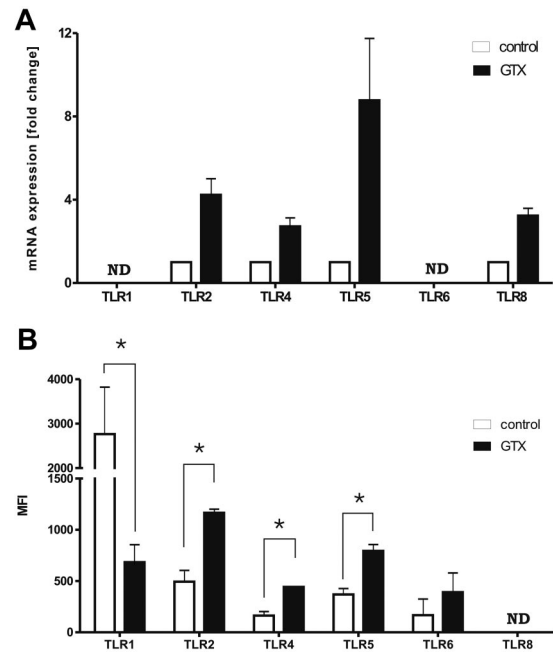 A
mRNA expression [fold change]
12
8
4
0
control
GTX
ND
ND
TLR1 TLR2 TLR4 TLR5 TLR6 TLR8
B
MFI
4000
3000
2000
1500
1000
500
0
control
GTX
*
*
*
*
ND
TLR1 TLR2 TLR4 TLR5 TLR6 TLR8